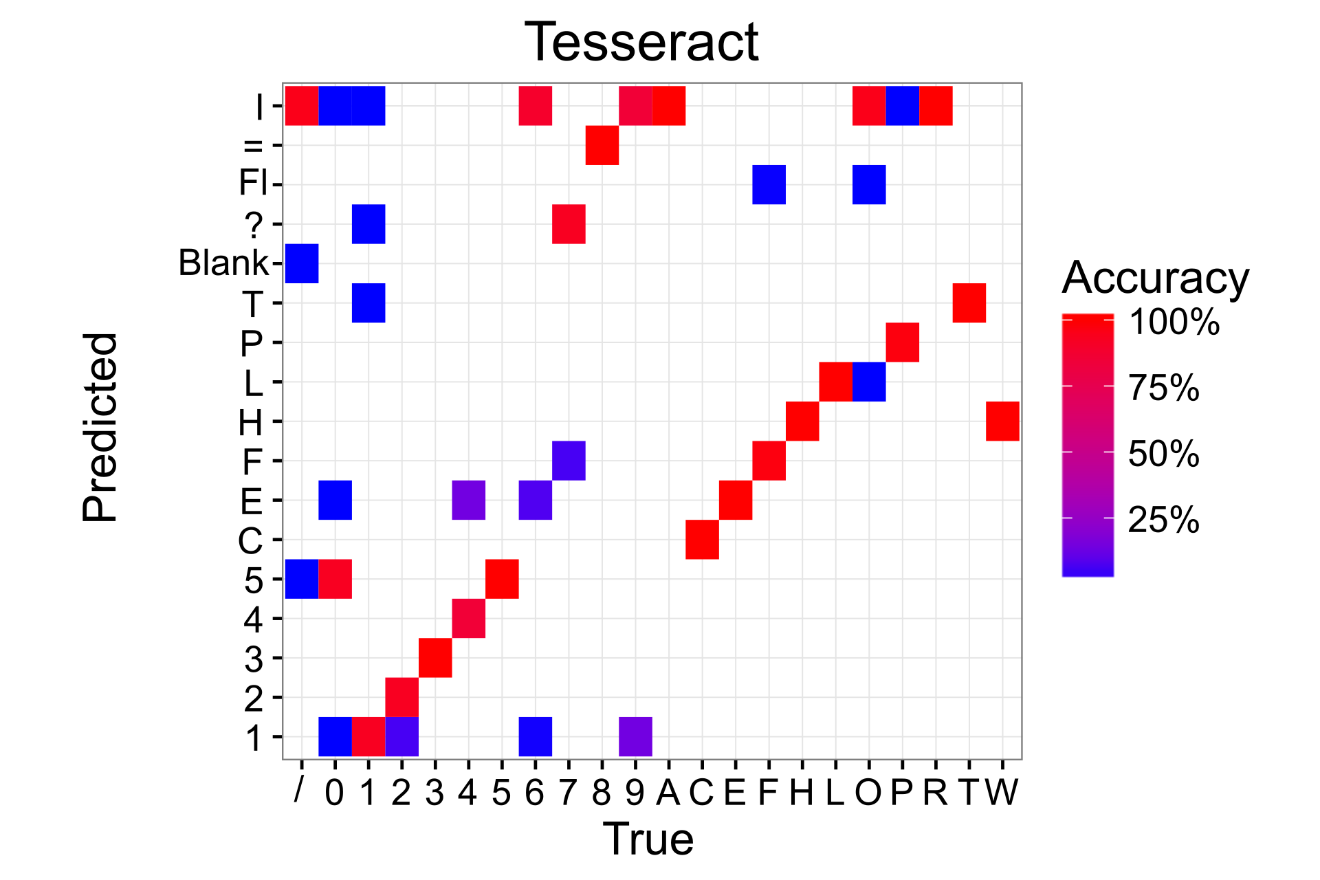 Tesseract
I
=
FI
?
Blank
T
P
L
H
F
E
C
5
4
3
2
1
Predicted
/ 0 1 2 3 4 5 6 7 8 9 A C E F H L O P R T W
True
Accuracy
100%
75%
50%
25%